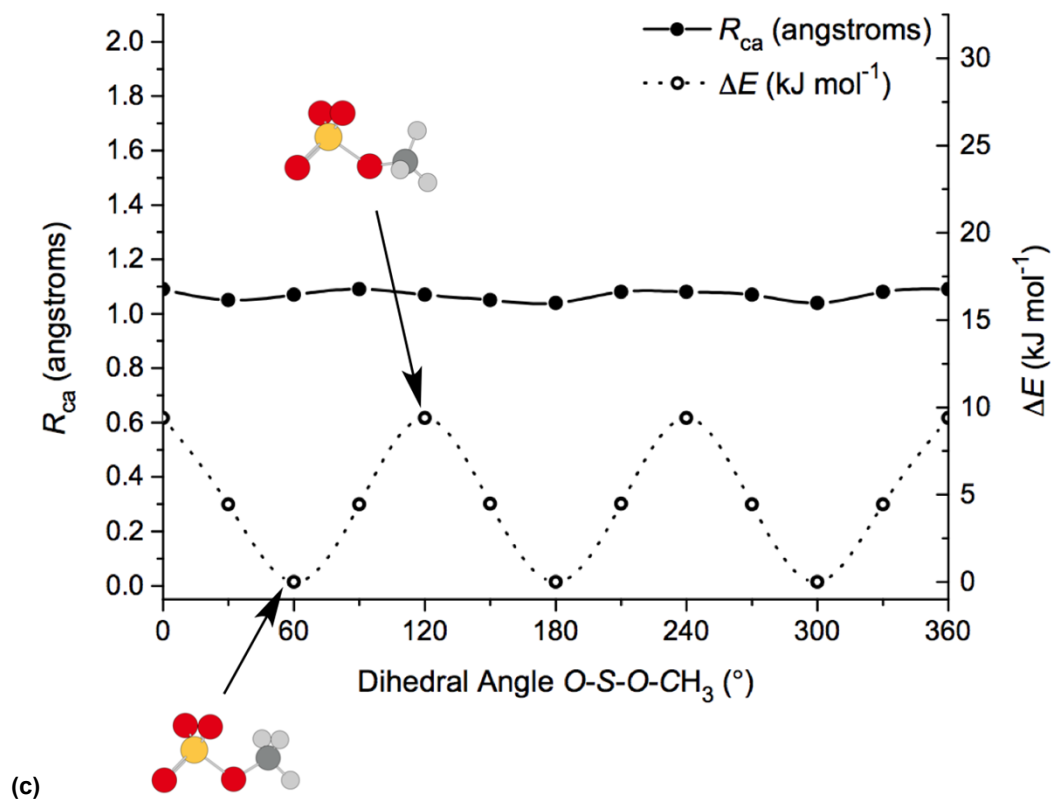 R_ca (angstroms)
ΔE (kJ mol⁻¹)
2.0
1.8
1.6
1.4
1.2
1.0
0.8
0.6
0.4
0.2
0.0
R_ca (angstroms)
30
25
20
15
10
5
0
ΔE (kJ mol⁻¹)
0 60 120 180 240 300 360
Dihedral Angle O-S-O-CH₃ (°)
(c)